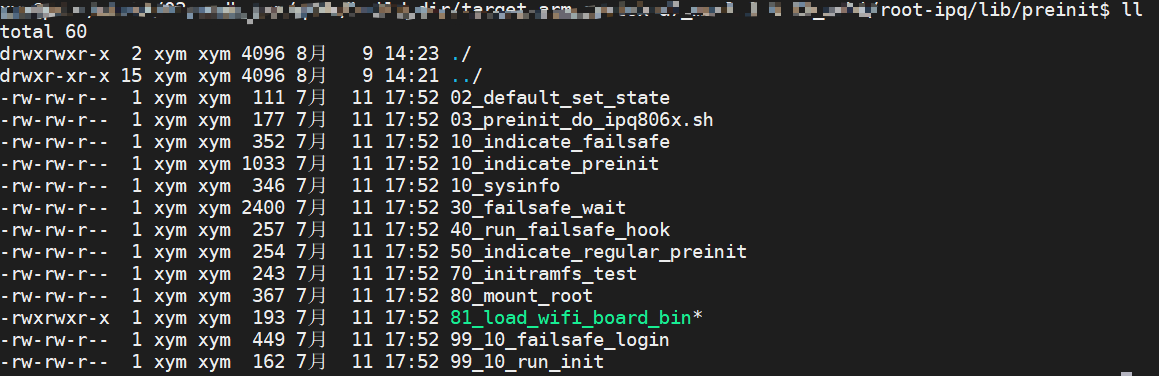 dir/target-arm /root-ipq/lib/preinit$ ll
total 60
drwxrwxr-x 2 xym xym 4096 8月 9 14:23 ./
drwxr-xr-x 15 xym xym 4096 8月 9 14:21 ../
-rw-rw-r-- 1 xym xym 111 7月 11 17:52 02_default_set_state
-rw-rw-r-- 1 xym xym 177 7月 11 17:52 03_preinit_do_ipq806x.sh
-rw-rw-r-- 1 xym xym 352 7月 11 17:52 10_indicate_failsafe
-rw-rw-r-- 1 xym xym 1033 7月 11 17:52 10_indicate_preinit
-rw-rw-r-- 1 xym xym 346 7月 11 17:52 10_sysinfo
-rw-rw-r-- 1 xym xym 2400 7月 11 17:52 30_failsafe_wait
-rw-rw-r-- 1 xym xym 257 7月 11 17:52 40_run_failsafe_hook
-rw-rw-r-- 1 xym xym 254 7月 11 17:52 50_indicate_regular_preinit
-rw-rw-r-- 1 xym xym 243 7月 11 17:52 70_initramfs_test
-rw-rw-r-- 1 xym xym 367 7月 11 17:52 80_mount_root
-rwxrwxr-x 1 xym xym 193 7月 11 17:52 81_load_wifi_board_bin*
-rw-rw-r-- 1 xym xym 449 7月 11 17:52 99_10_failsafe_login
-rw-rw-r-- 1 xym xym 162 7月 11 17:52 99_10_run_init